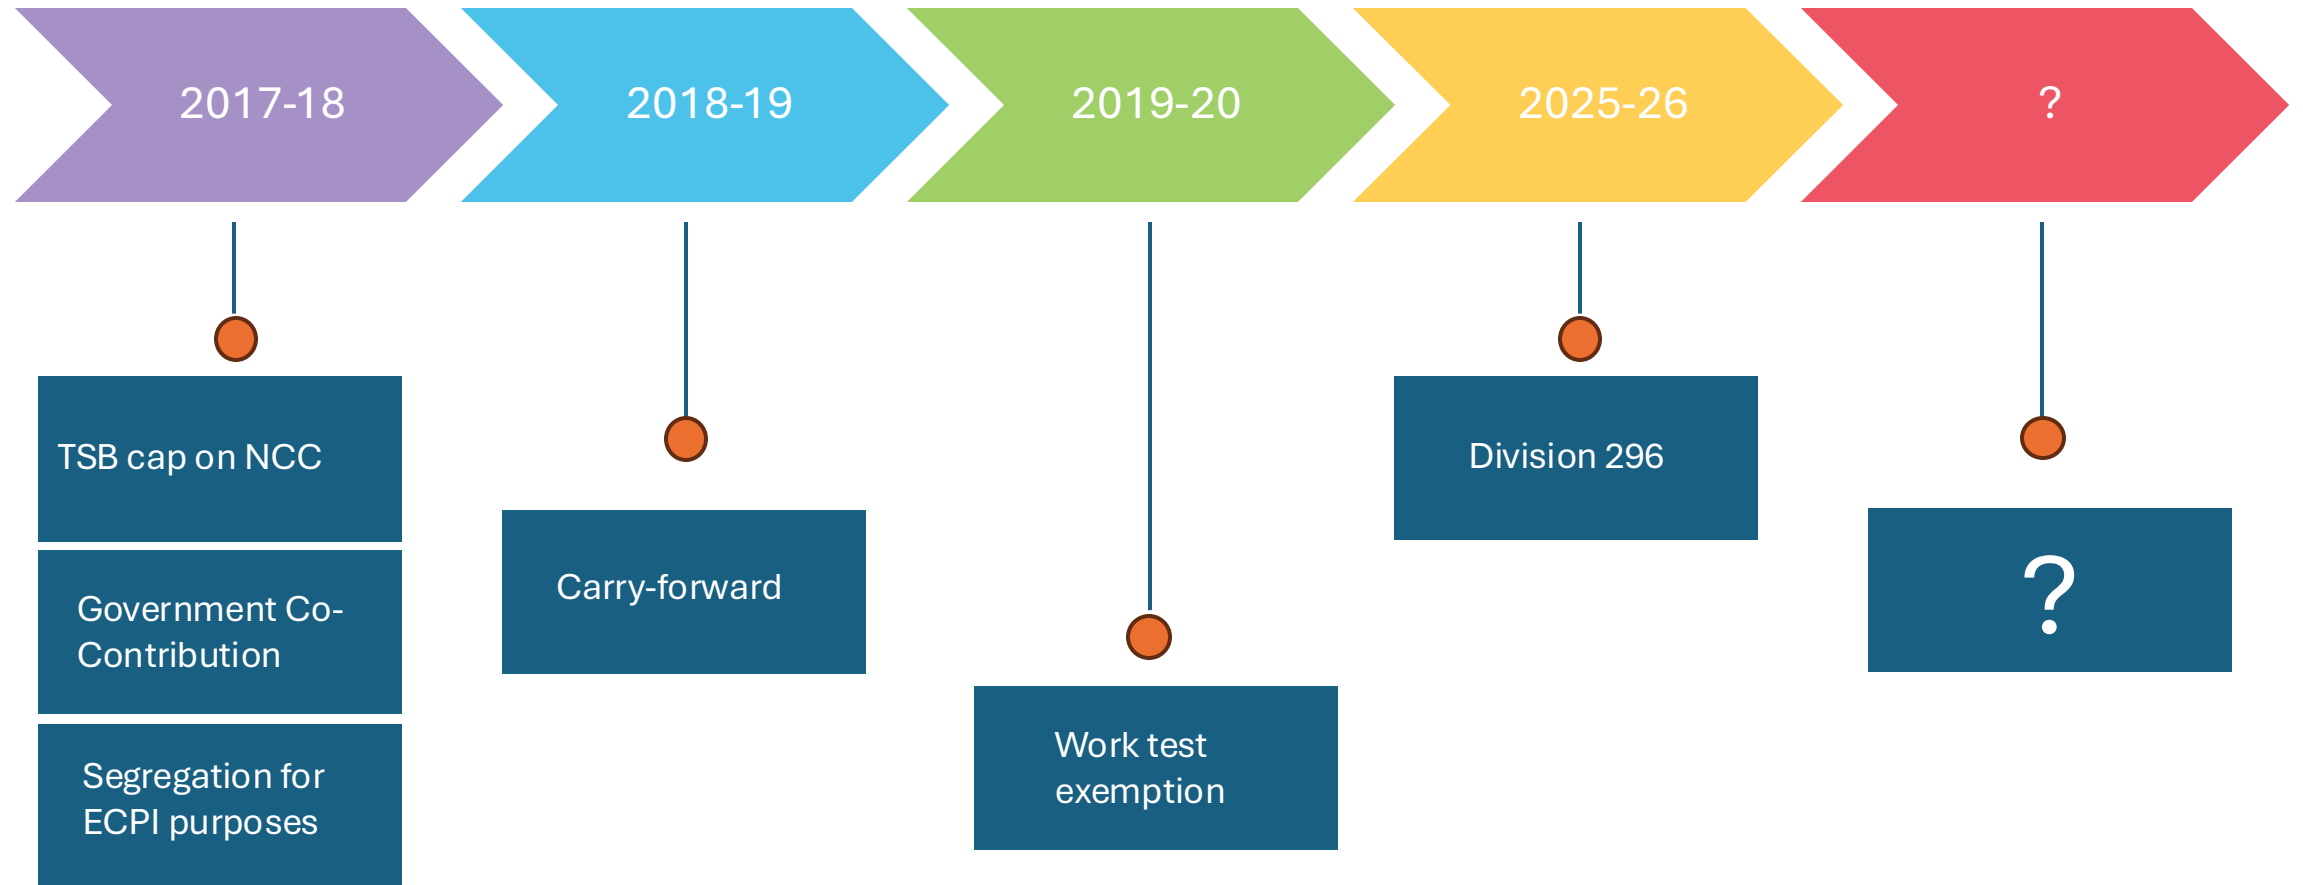 2017-18
2018-19
2019-20
2025-26
?
TSB cap on NCC
Government Co-
Contribution
Segregation for
ECPI purposes
Carry-forward
Work test
exemption
Division 296
?